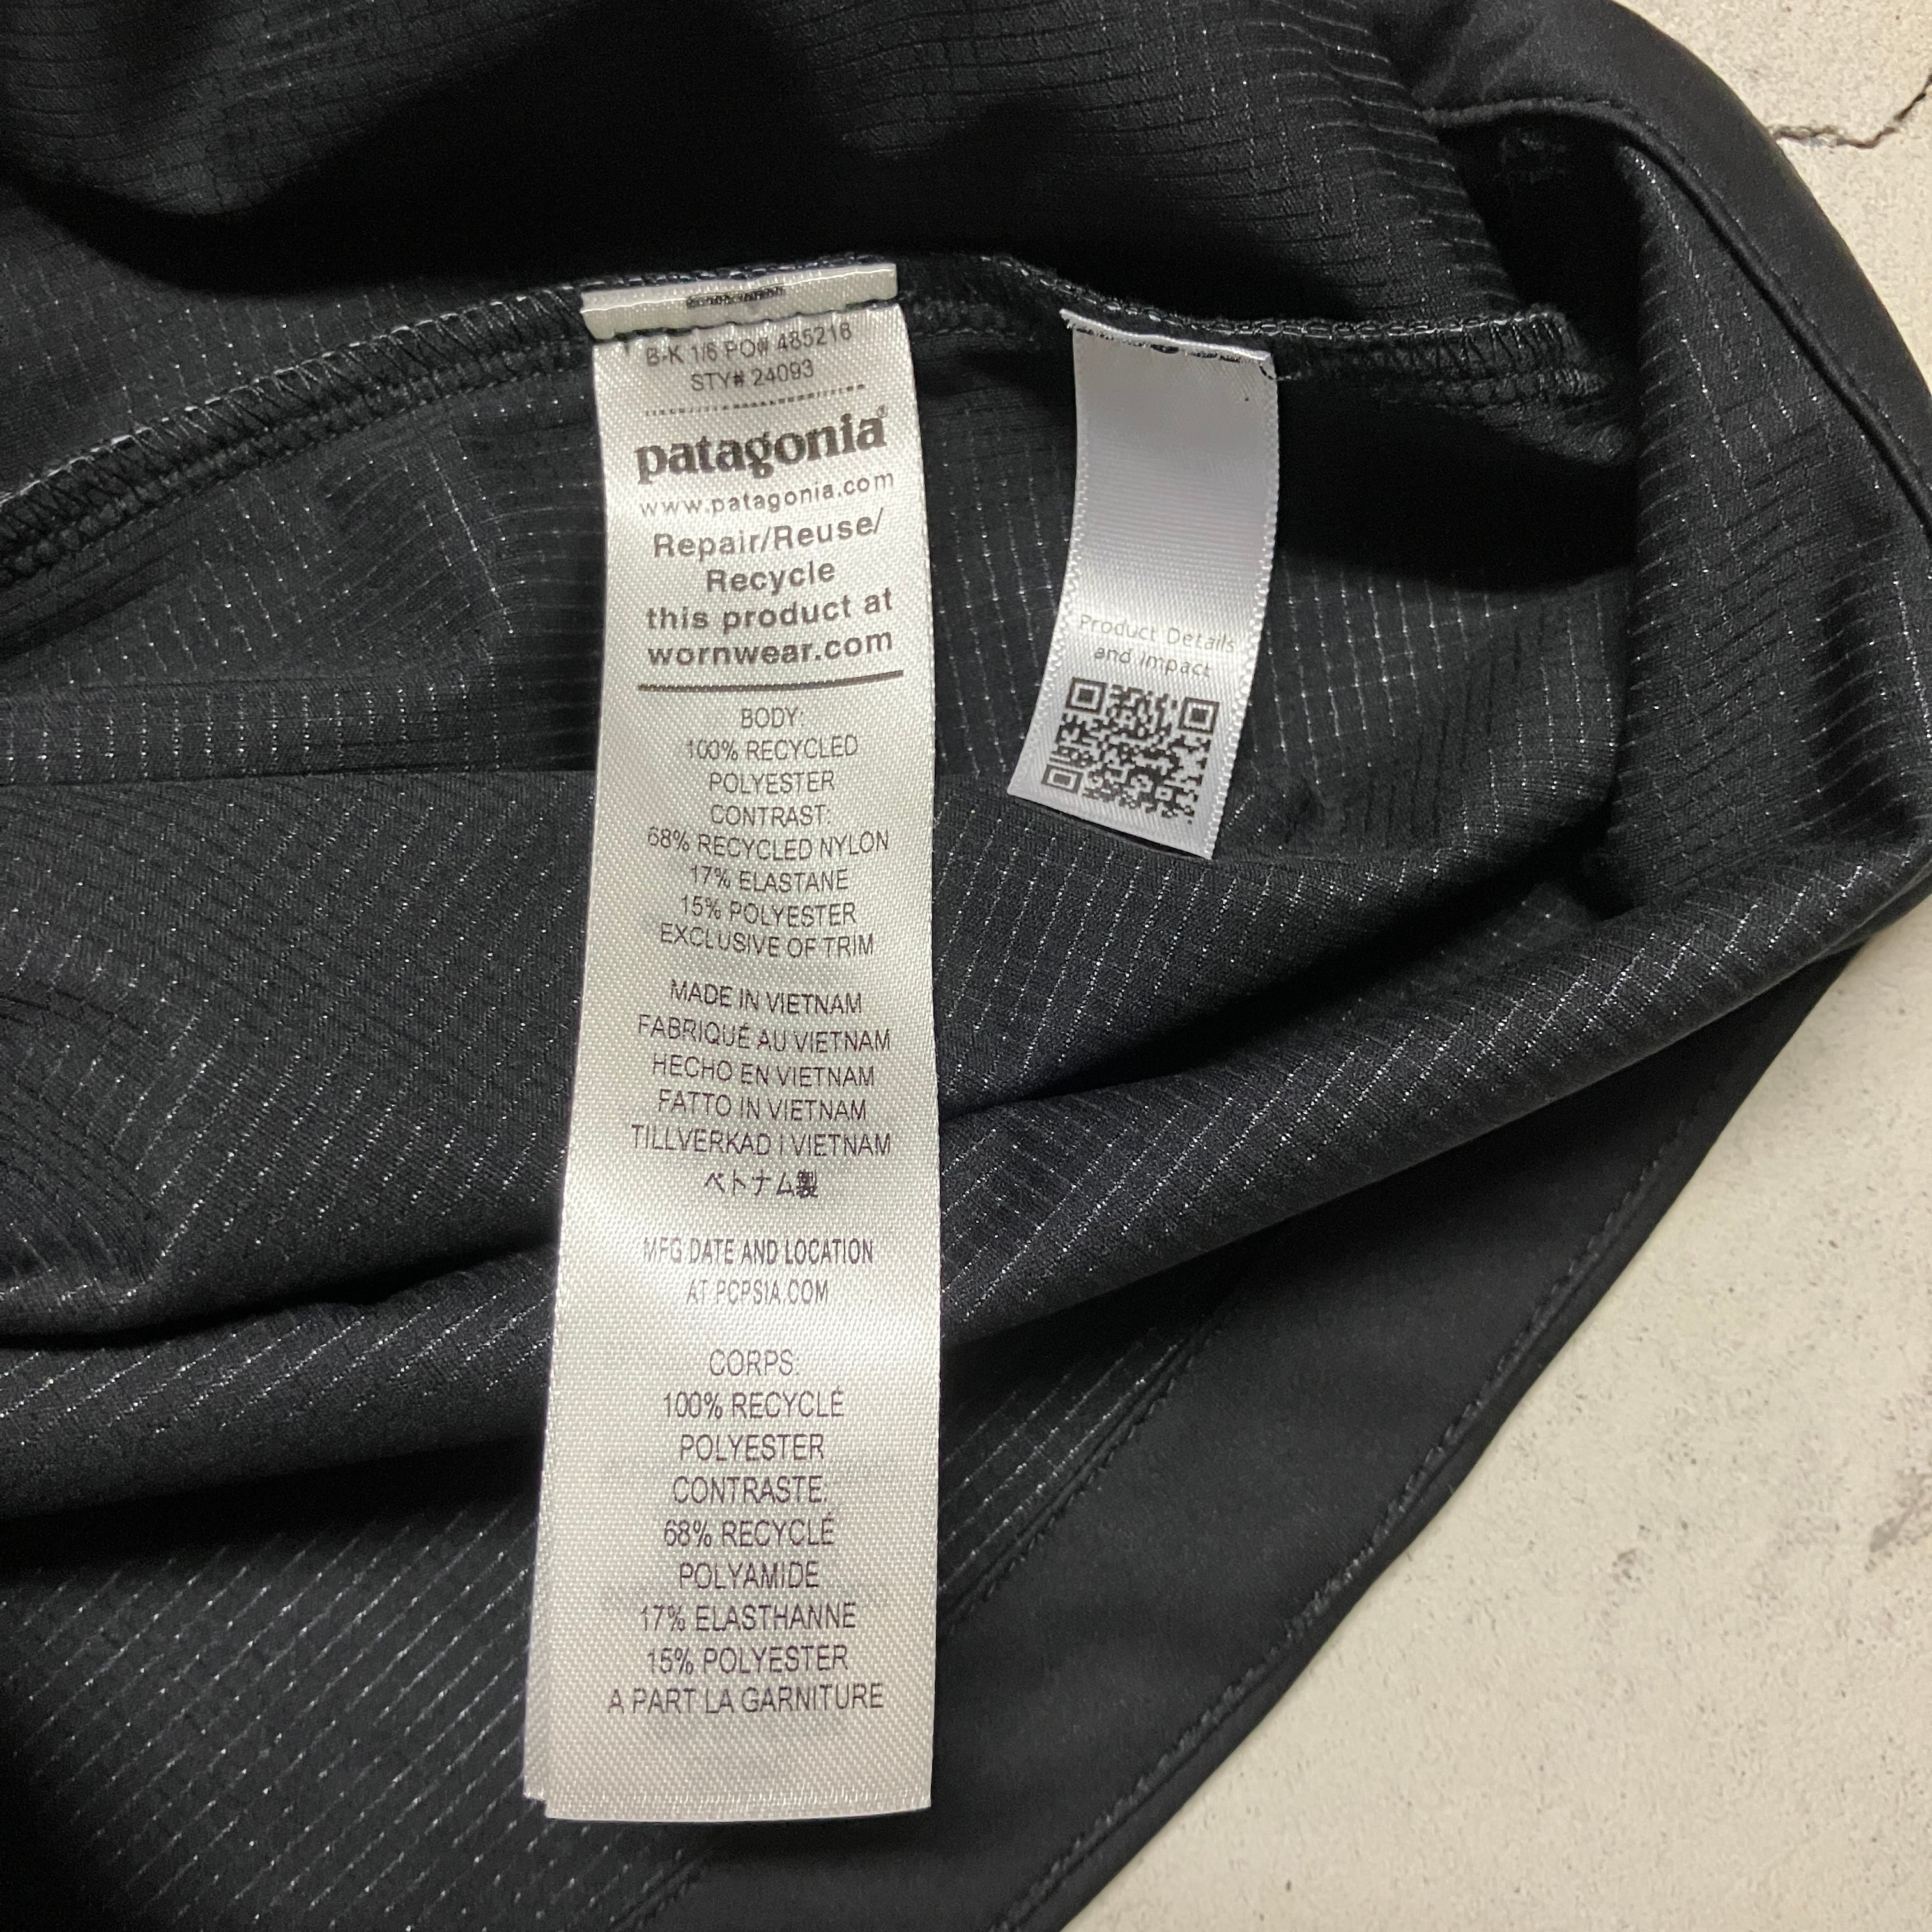 B-K 1/6 PO# 485216
STY# 24093
patagonia®
www.patagonia.com
Repair/Reuse/
Recycle
this product at
wornwear.com
BODY:
100% RECYCLED
POLYESTER
CONTRAST:
68% RECYCLED NYLON
17% ELASTANE
15% POLYESTER
EXCLUSIVE OF TRIM
MADE IN VIETNAM
FABRIQUÉ AU VIETNAM
HECHO EN VIETNAM
FATTO IN VIETNAM
TILLVERKAD I VIETNAM
ベトナム製
MFG DATE AND LOCATION
AT PCPSIA.COM
CORPS:
100% RECYCLÉ
POLYESTER
CONTRASTE:
68% RECYCLÉ
POLYAMIDE
17% ELASTHANNE
15% POLYESTER
A PART LA GARNITURE
Product Details
and Impact